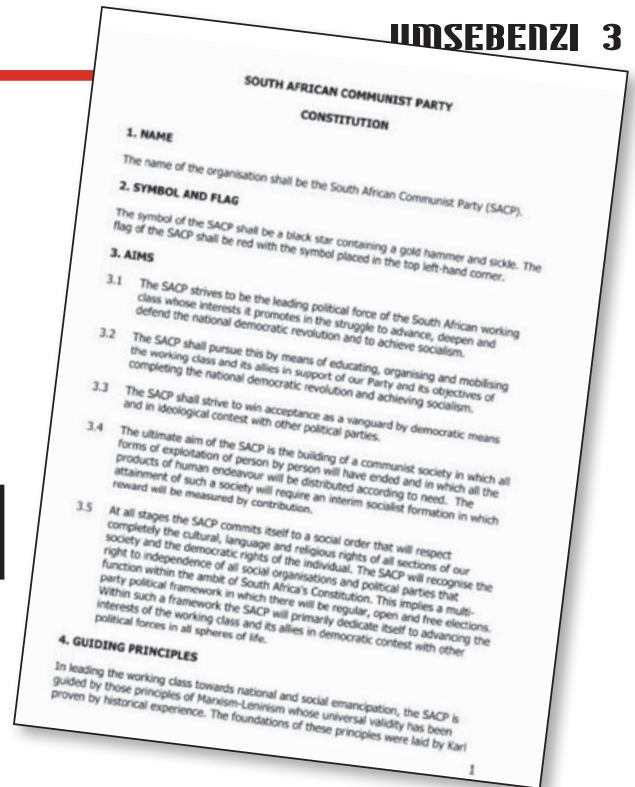 UMSEBENZI 3
SOUTH AFRICAN COMMUNIST PARTY
CONSTITUTION
1. NAME
The name of the organisation shall be the South African Communist Party (SACP).
2. SYMBOL AND FLAG
The symbol of the SACP shall be a black star containing a gold hammer and sickle. The
flag of the SACP shall be red with the symbol placed in the top left-hand corner.
3. AIMS
3.1 The SACP strives to be the leading political force of the South African working
class whose interests it promotes in the struggle to advance, deepen and
defend the national democratic revolution and to achieve socialism.
3.2 The SACP shall pursue this by means of educating, organising and mobilising
the working class and its allies in support of our Party and its objectives of
completing the national democratic revolution and achieving socialism.
3.3 The SACP shall strive to win acceptance as a vanguard by democratic means
and in ideological contest with other political parties.
3.4 The ultimate aim of the SACP is the building of a communist society in which all
forms of exploitation of person by person will have ended and in which all the
products of human endeavour will be distributed according to need. The
attainment of such a society will require an interim socialist formation in which
reward will be measured by contribution.
3.5 At all stages the SACP commits itself to a social order that will respect
completely the cultural, language and religious rights of all sections of our
society and the democratic rights of the individual. The SACP will recognise the
right to independence of all social organisations and political parties that
function within the ambit of South Africa's Constitution. This implies a multi-
party political framework in which there will be regular, open and free elections.
Within such a framework the SACP will primarily dedicate itself to advancing the
interests of the working class and its allies in democratic contest with other
political forces in all spheres of life.
4. GUIDING PRINCIPLES
In leading the working class towards national and social emancipation, the SACP is
guided by those principles of Marxism-Leninism whose universal validity has been
proven by historical experience. The foundations of these principles were laid by Karl
1